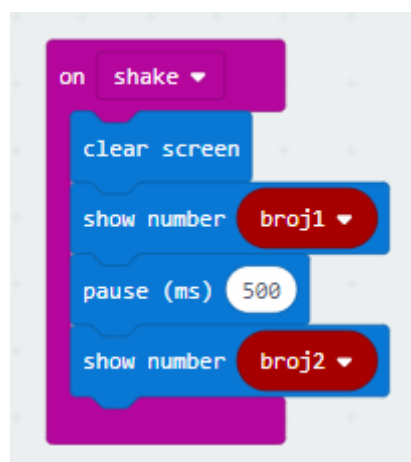 on shake
clear screen
show number broj1
pause (ms) 500
show number broj2